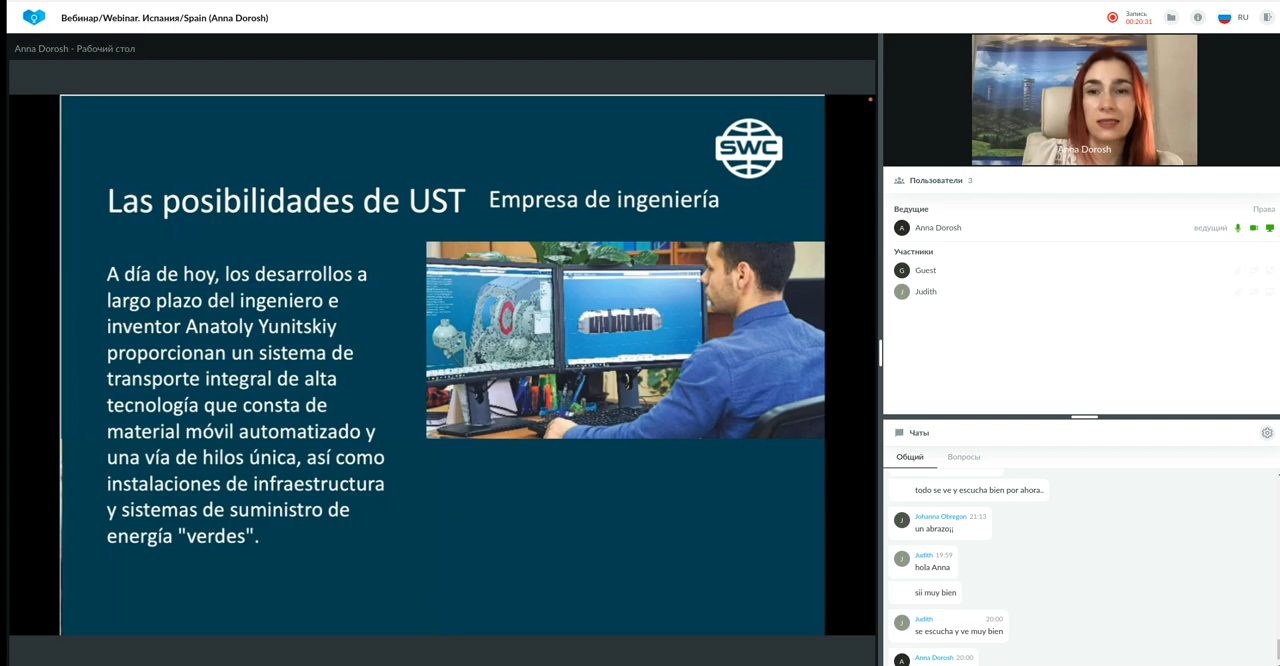 Вебинар/Webinar. Испания/Spain (Anna Dorosh)
Запись
00:20:31
RU
Anna Dorosh - Рабочий стол
SWC
Las posibilidades de UST
Empresa de ingeniería
A día de hoy, los desarrollos a
largo plazo del ingeniero e
inventor Anatoly Yunitskiy
proporcionan un sistema de
transporte integral de alta
tecnología que consta de
material móvil automatizado y
una vía de hilos única, así como
instalaciones de infraestructura
y sistemas de suministro de
energía "verdes".
Anna Dorosh
Пользователи 3
Ведущие Права
A Anna Dorosh ведущий
Участники
G Guest
J Judith
Чаты
Общий Вопросы
todo se ve y escucha bien por ahora..
J Johanna Obregon 21:13
un abrazo¡¡
J Judith 19:59
hola Anna
sii muy bien
J Judith 20:00
se escucha y ve muy bien
A Anna Dorosh 20:00